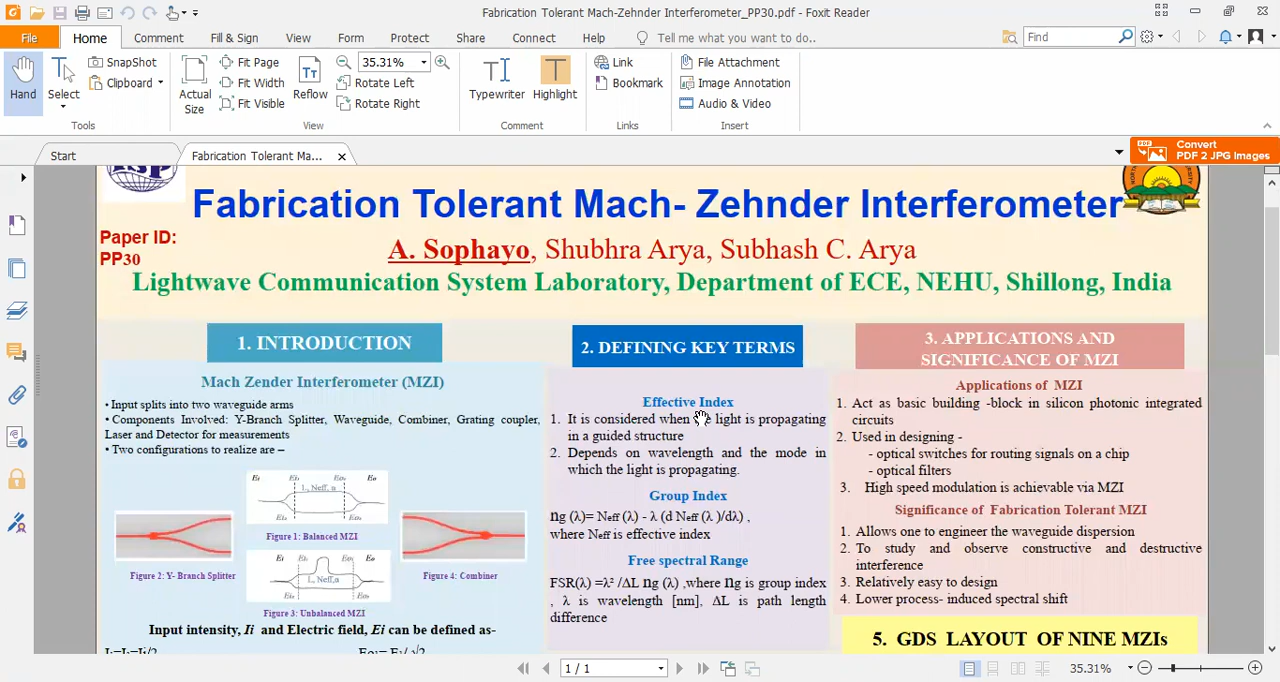 Fabrication Tolerant Mach-Zehnder Interferometer_PP30.pdf - Foxit Reader
File Home Comment Fill & Sign View Form Protect Share Connect Help Tell me what you want to do.. Find
Hand
Select
SnapShot
Clipboard
Tools
Actual Size
Fit Page
Fit Width
Fit Visible
Reflow
35.31%
Rotate Left
Rotate Right
View
Typewriter
Highlight
Comment
Link
Bookmark
Links
File Attachment
Image Annotation
Audio & Video
Insert
Start
Fabrication Tolerant Ma...
Convert
PDF 2 JPG Images
Fabrication Tolerant Mach- Zehnder Interferometer
Paper ID:
PP30
A. Sophayo, Shubhra Arya, Subhash C. Arya
Lightwave Communication System Laboratory, Department of ECE, NEHU, Shillong, India
1. INTRODUCTION
Mach Zender Interferometer (MZI)
• Input splits into two waveguide arms
• Components Involved: Y-Branch Splitter, Waveguide, Combiner, Grating coupler,
Laser and Detector for measurements
• Two configurations to realize are –
Ei Ei₁ Eo₁ Eo
L, Neff, α
Ei₂ Eo₂
Figure 1: Balanced MZI
Figure 2: Y- Branch Splitter
Figure 4: Combiner
L, Neff,α
Figure 3: Unbalanced MZI
Input intensity, Ii and Electric field, Ei can be defined as-
2. DEFINING KEY TERMS
Effective Index
1. It is considered when the light is propagating
in a guided structure
2. Depends on wavelength and the mode in
which the light is propagating.
Group Index
ng (λ)= Neff (λ) - λ (d Neff (λ )/dλ) ,
where Neff is effective index
Free spectral Range
FSR(λ) =λ² /ΔL ng (λ) ,where ng is group index
, λ is wavelength [nm], ΔL is path length
difference
3. APPLICATIONS AND
SIGNIFICANCE OF MZI
Applications of MZI
1. Act as basic building -block in silicon photonic integrated
circuits
2. Used in designing -
- optical switches for routing signals on a chip
- optical filters
3. High speed modulation is achievable via MZI
Significance of Fabrication Tolerant MZI
1. Allows one to engineer the waveguide dispersion
2. To study and observe constructive and destructive
interference
3. Relatively easy to design
4. Lower process- induced spectral shift
5. GDS LAYOUT OF NINE MZIs
1 / 1
35.31%